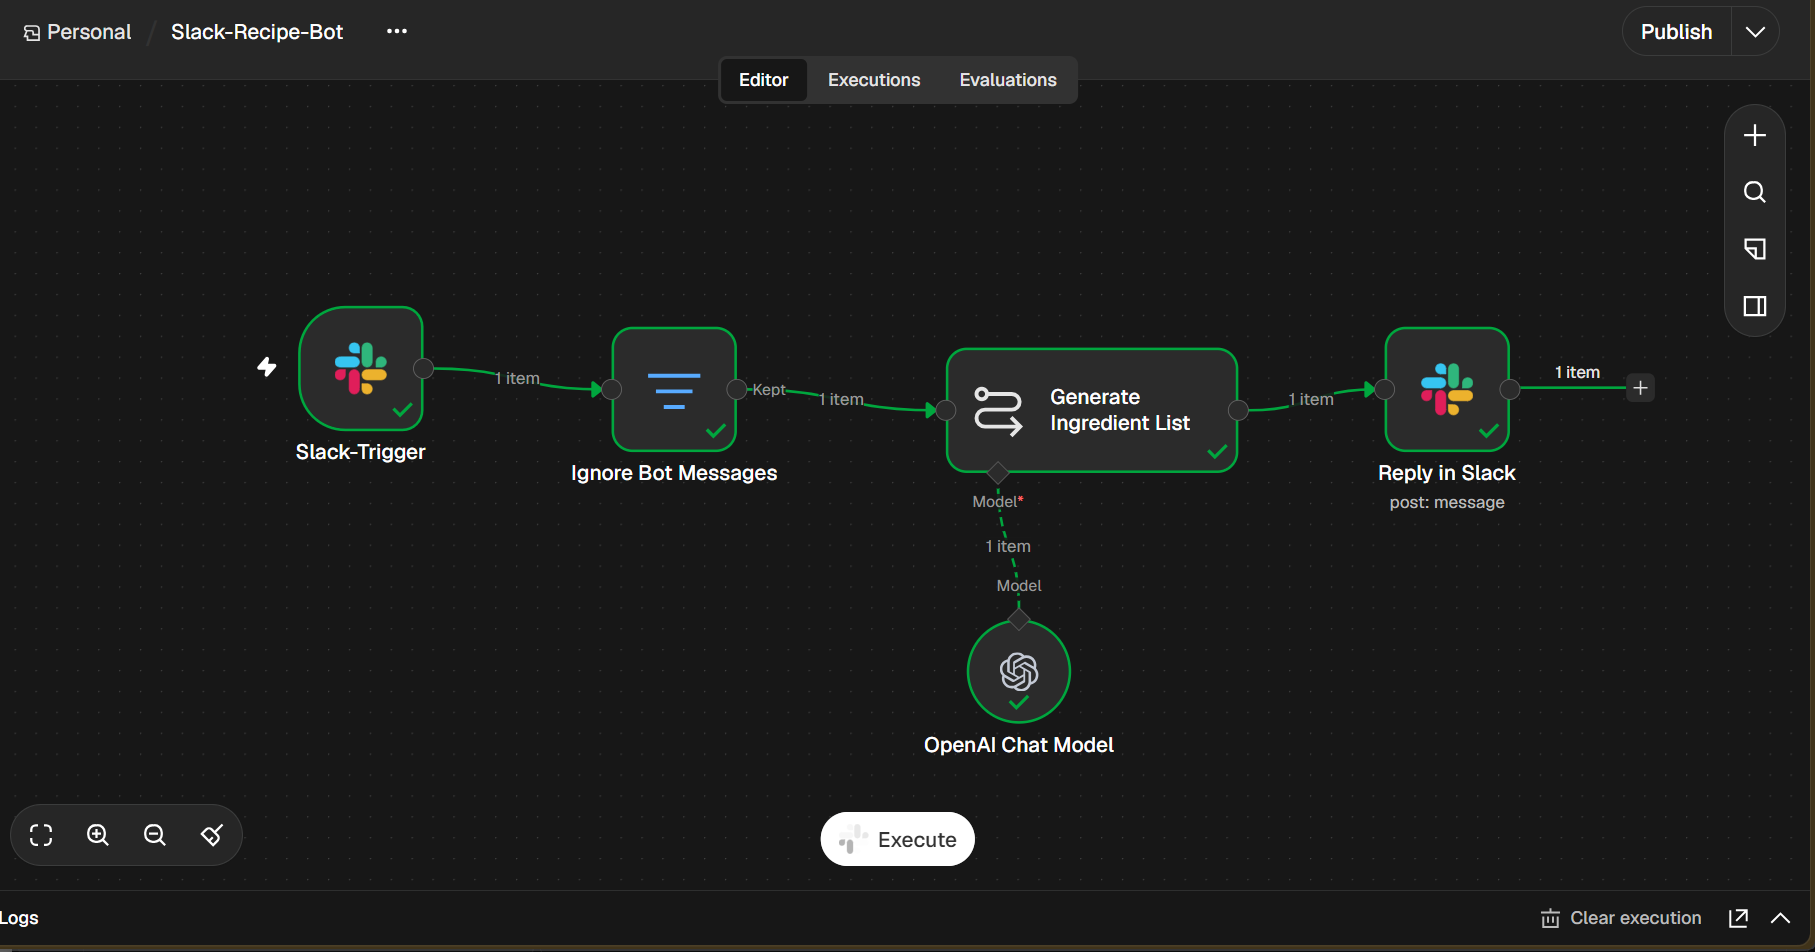 Personal / Slack-Recipe-Bot
Publish
Editor Executions Evaluations
1 item
Slack-Trigger
Ignore Bot Messages
Kept
1 item
Generate
Ingredient List
Model*
1 item
Model
OpenAI Chat Model
1 item
Reply in Slack
post: message
1 item
Execute
Logs
Clear execution